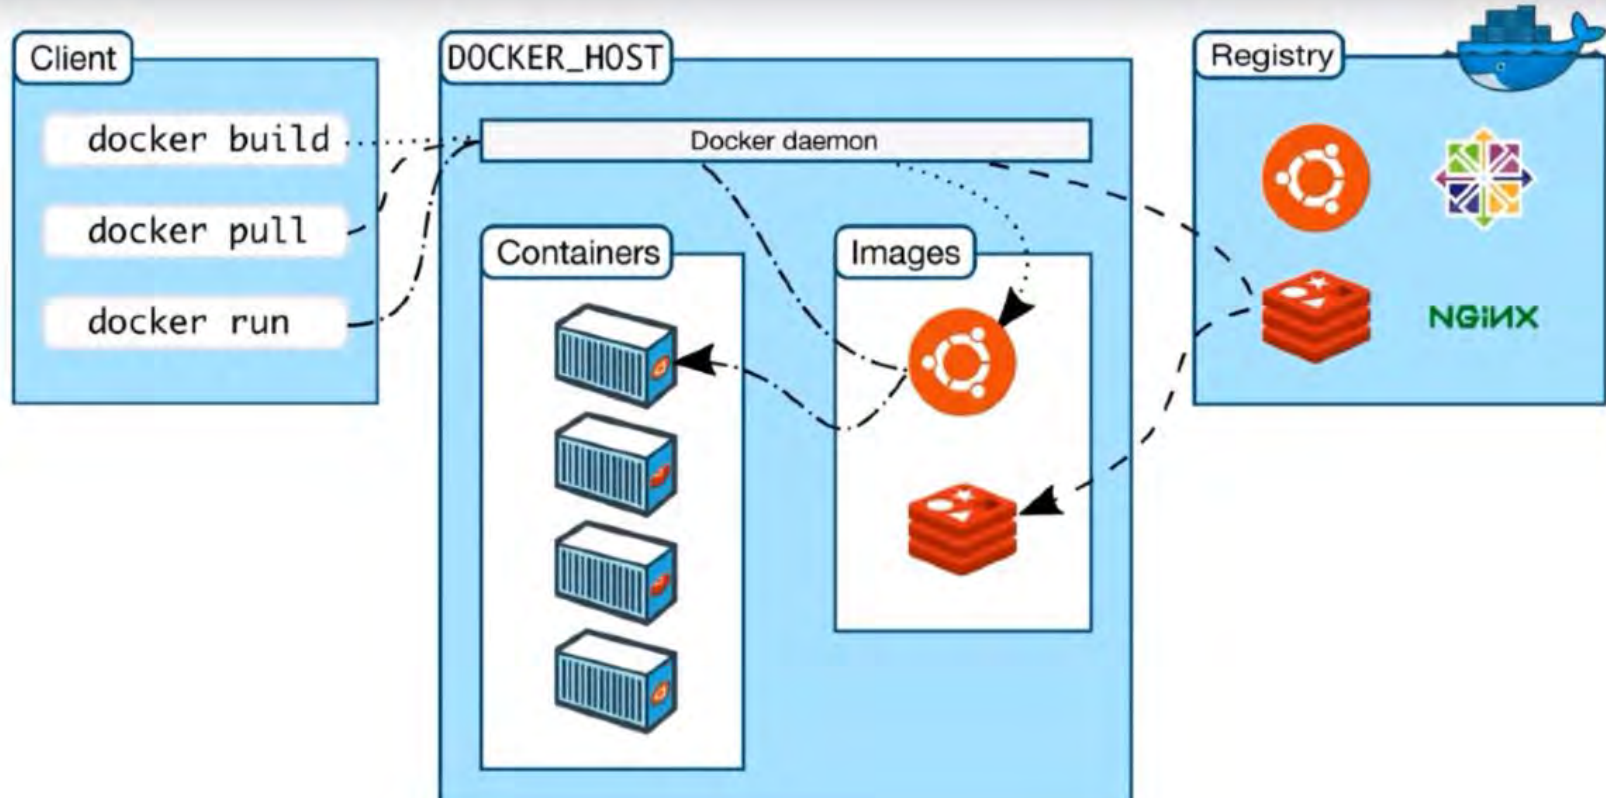 Client
docker build
docker pull
docker run
DOCKER_HOST
Docker daemon
Containers
Images
Registry
NGiNX